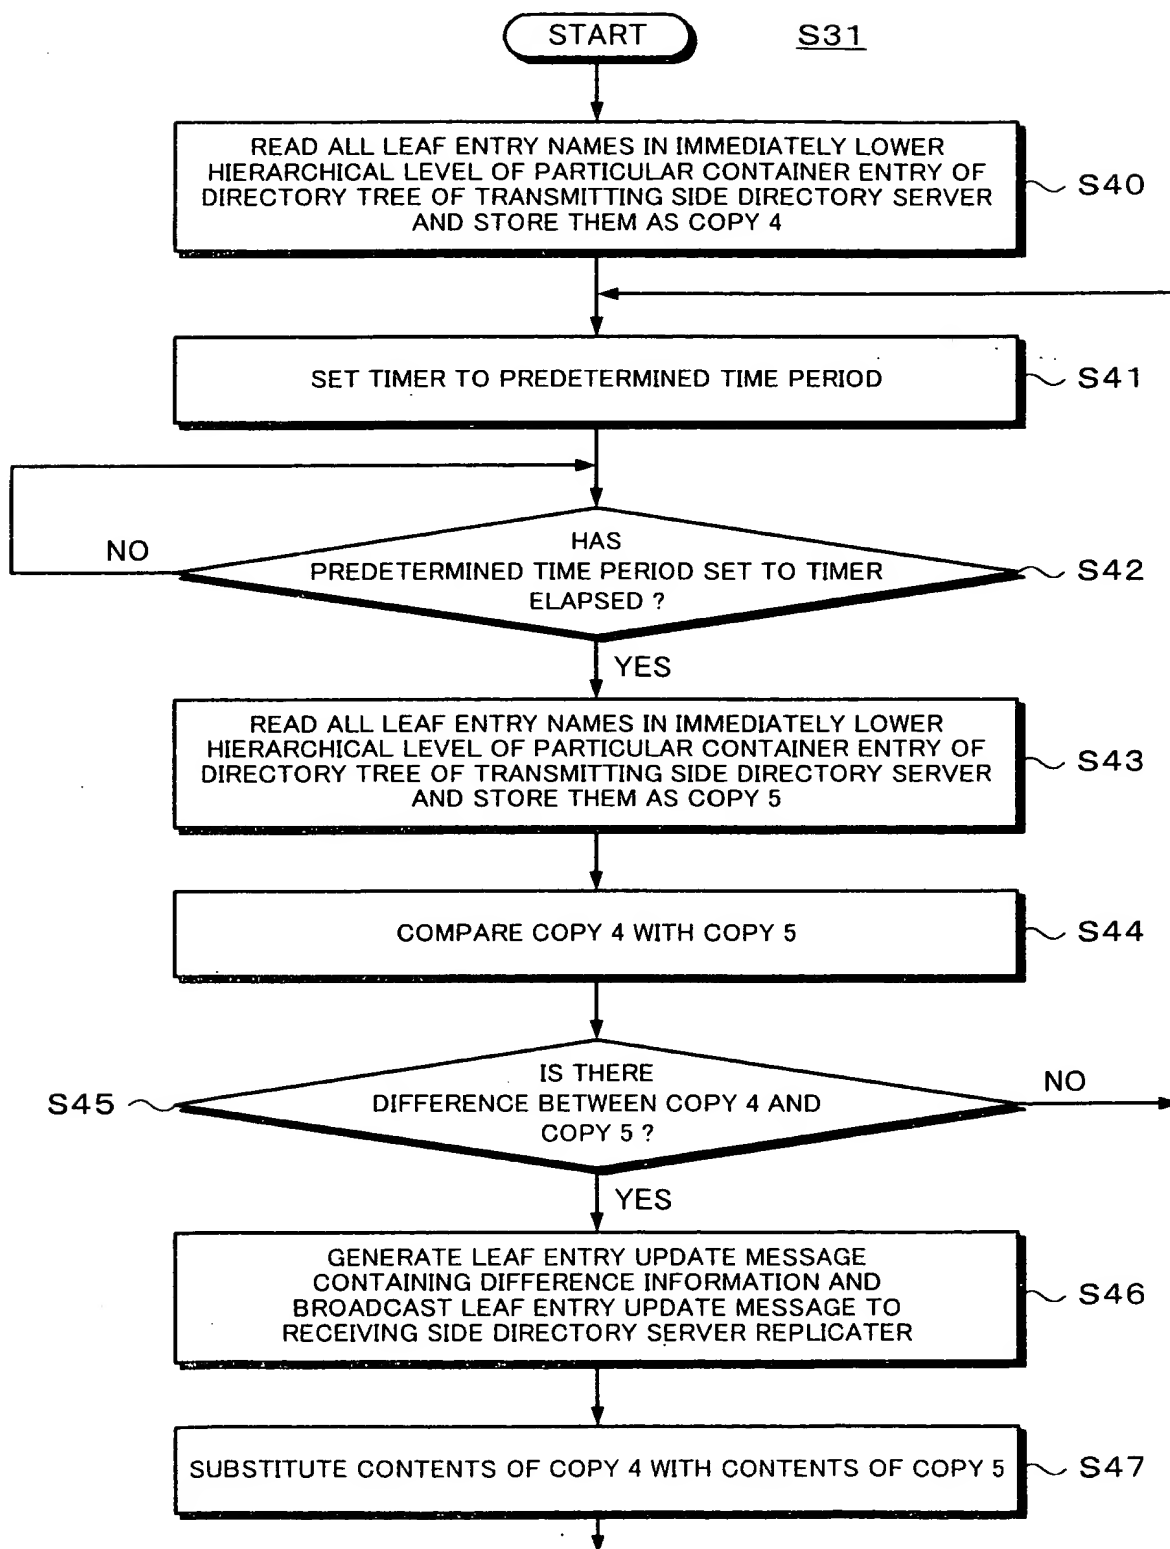 START
S31
READ ALL LEAF ENTRY NAMES IN IMMEDIATELY LOWER
HIERARCHICAL LEVEL OF PARTICULAR CONTAINER ENTRY OF
DIRECTORY TREE OF TRANSMITTING SIDE DIRECTORY SERVER
AND STORE THEM AS COPY 4
S40
SET TIMER TO PREDETERMINED TIME PERIOD
S41
NO
HAS
PREDETERMINED TIME PERIOD SET TO TIMER
ELAPSED ?
S42
YES
READ ALL LEAF ENTRY NAMES IN IMMEDIATELY LOWER
HIERARCHICAL LEVEL OF PARTICULAR CONTAINER ENTRY OF
DIRECTORY TREE OF TRANSMITTING SIDE DIRECTORY SERVER
AND STORE THEM AS COPY 5
S43
COMPARE COPY 4 WITH COPY 5
S44
S45
IS THERE
DIFFERENCE BETWEEN COPY 4 AND
COPY 5 ?
NO
YES
GENERATE LEAF ENTRY UPDATE MESSAGE
CONTAINING DIFFERENCE INFORMATION AND
BROADCAST LEAF ENTRY UPDATE MESSAGE TO
RECEIVING SIDE DIRECTORY SERVER REPLICATER
S46
SUBSTITUTE CONTENTS OF COPY 4 WITH CONTENTS OF COPY 5
S47